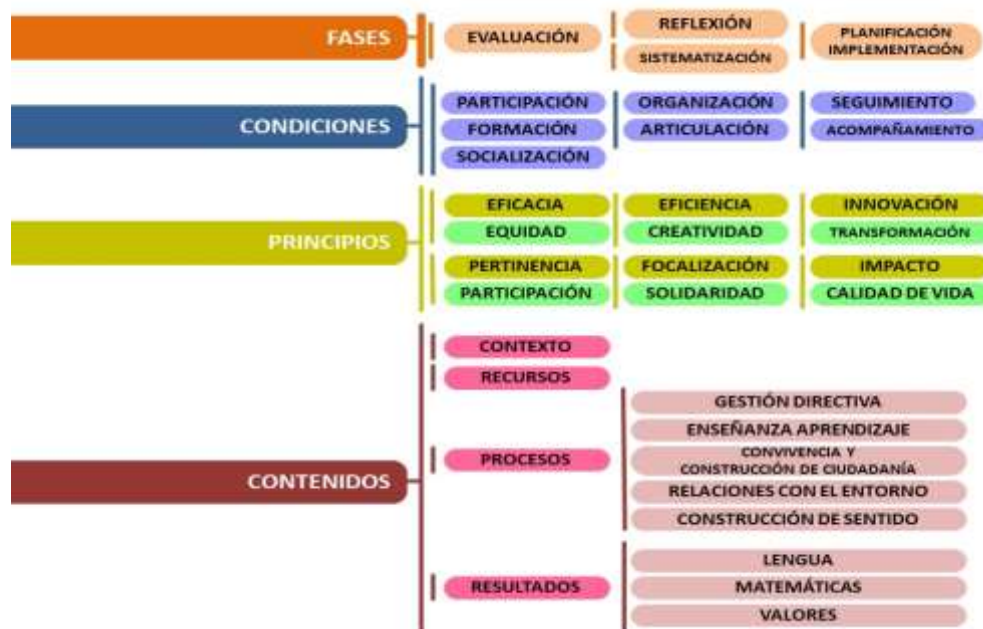 FASES
EVALUACIÓN
REFLEXIÓN
SISTEMATIZACIÓN
PLANIFICACIÓN
IMPLEMENTACIÓN
CONDICIONES
PARTICIPACIÓN
FORMACIÓN
SOCIALIZACIÓN
ORGANIZACIÓN
ARTICULACIÓN
SEGUIMIENTO
ACOMPAÑAMIENTO
PRINCIPIOS
EFICACIA
EQUIDAD
EFICIENCIA
CREATIVIDAD
INNOVACIÓN
TRANSFORMACIÓN
PERTINENCIA
PARTICIPACIÓN
FOCALIZACIÓN
SOLIDARIDAD
IMPACTO
CALIDAD DE VIDA
CONTENIDOS
CONTEXTO
RECURSOS
PROCESOS
GESTIÓN DIRECTIVA
ENSEÑANZA APRENDIZAJE
CONVIVENCIA Y
CONSTRUCCIÓN DE CIUDADANÍA
RELACIONES CON EL ENTORNO
CONSTRUCCIÓN DE SENTIDO
RESULTADOS
LENGUA
MATEMÁTICAS
VALORES